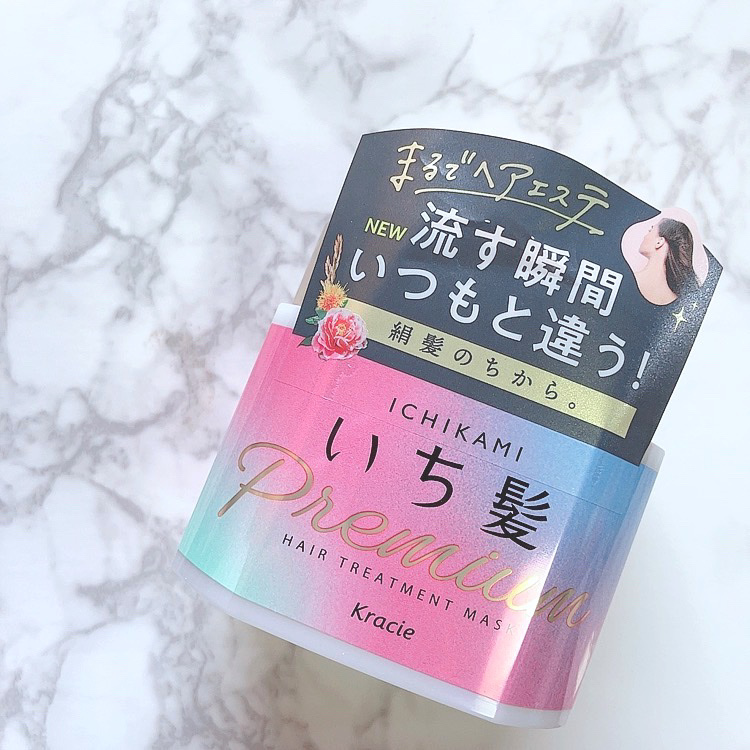 まるでヘアエステ
NEW 流す瞬間
いつもと違う!
絹髪のちから。
ICHIKAMI
いち髪
Premium
HAIR TREATMENT MASK
Kracie